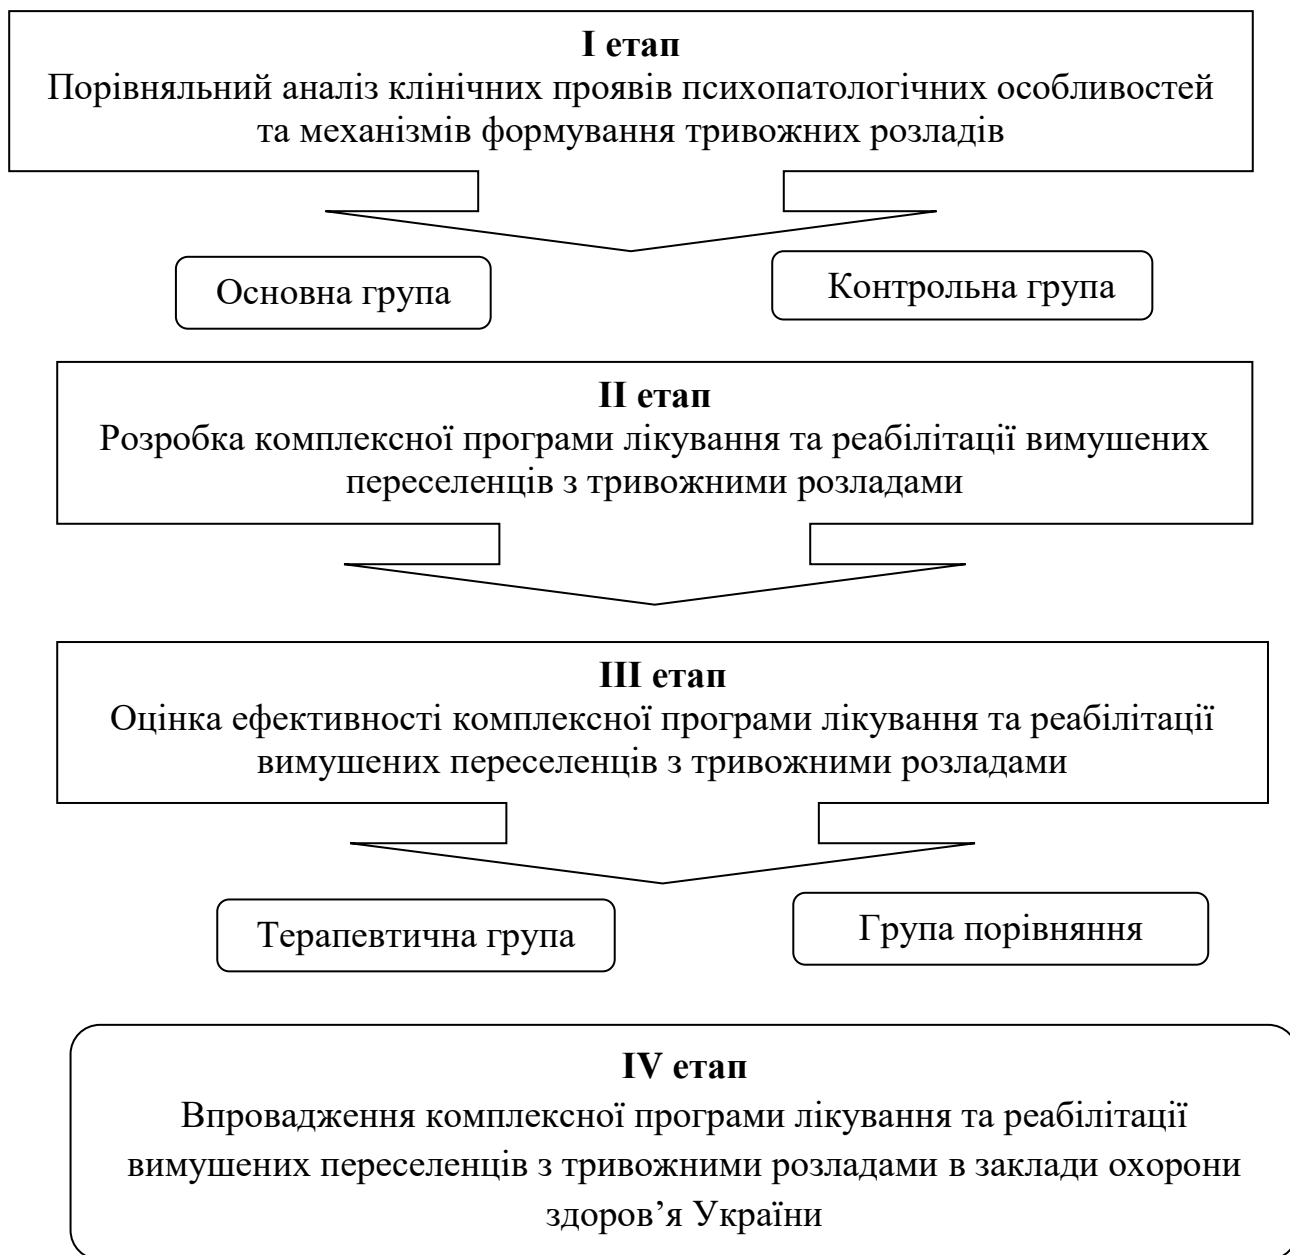 І етап
Порівняльний аналіз клінічних проявів психопатологічних особливостей
та механізмів формування тривожних розладів
Основна група
Контрольна група
ІІ етап
Розробка комплексної програми лікування та реабілітації вимушених
переселенців з тривожними розладами
ІІІ етап
Оцінка ефективності комплексної програми лікування та реабілітації
вимушених переселенців з тривожними розладами
Терапевтична група
Група порівняння
IV етап
Впровадження комплексної програми лікування та реабілітації
вимушених переселенців з тривожними розладами в заклади охорони
здоров’я України